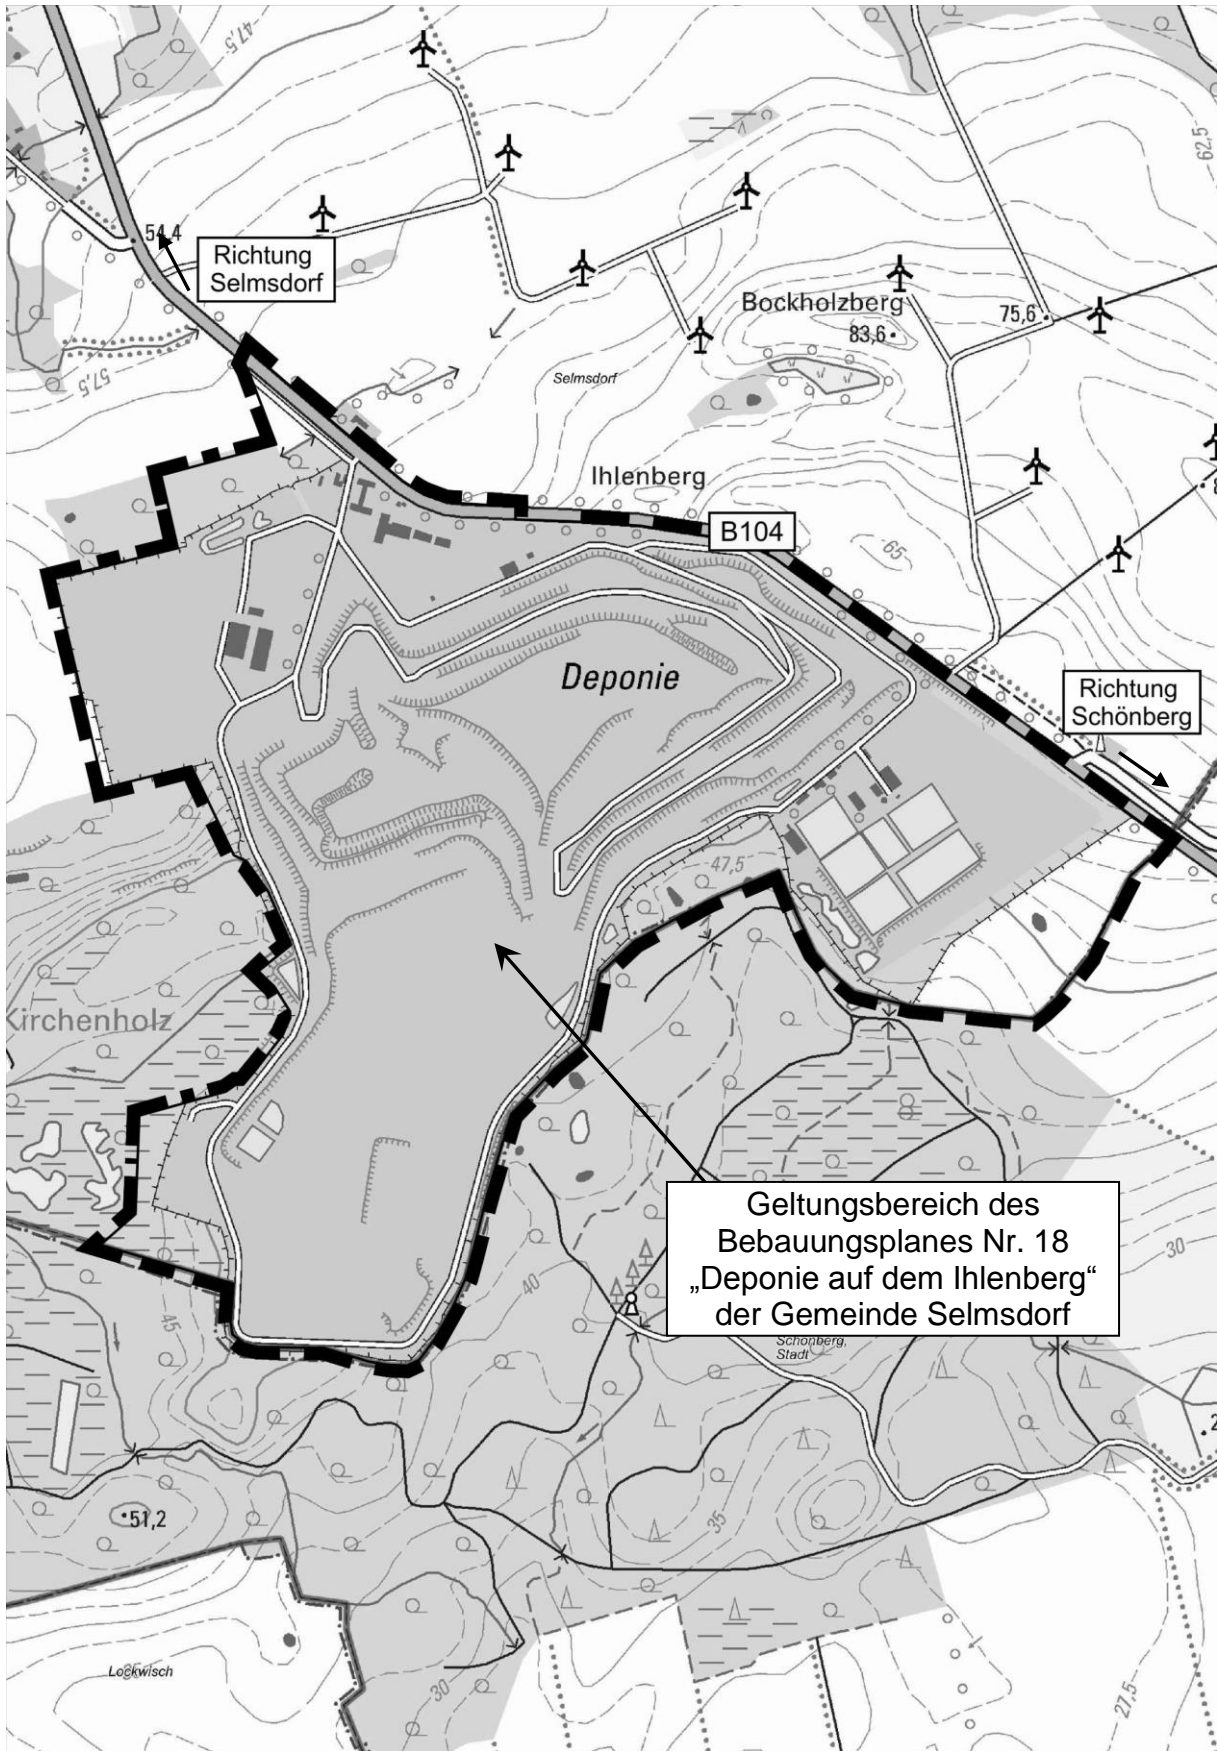 47,5
62,5
54,4
Richtung
Selmsdorf
Bockholzberg
75,6
83,6
57,5
Selmsdorf
Ihlenberg
B104
65
Deponie
Richtung
Schönberg
47,5
Kirchenholz
Geltungsbereich des
Bebauungsplanes Nr. 18
„Deponie auf dem Ihlenberg“
der Gemeinde Selmsdorf
30
40
45
Schönberg,
Stadt
51,2
35
Lockwisch
30
27,5